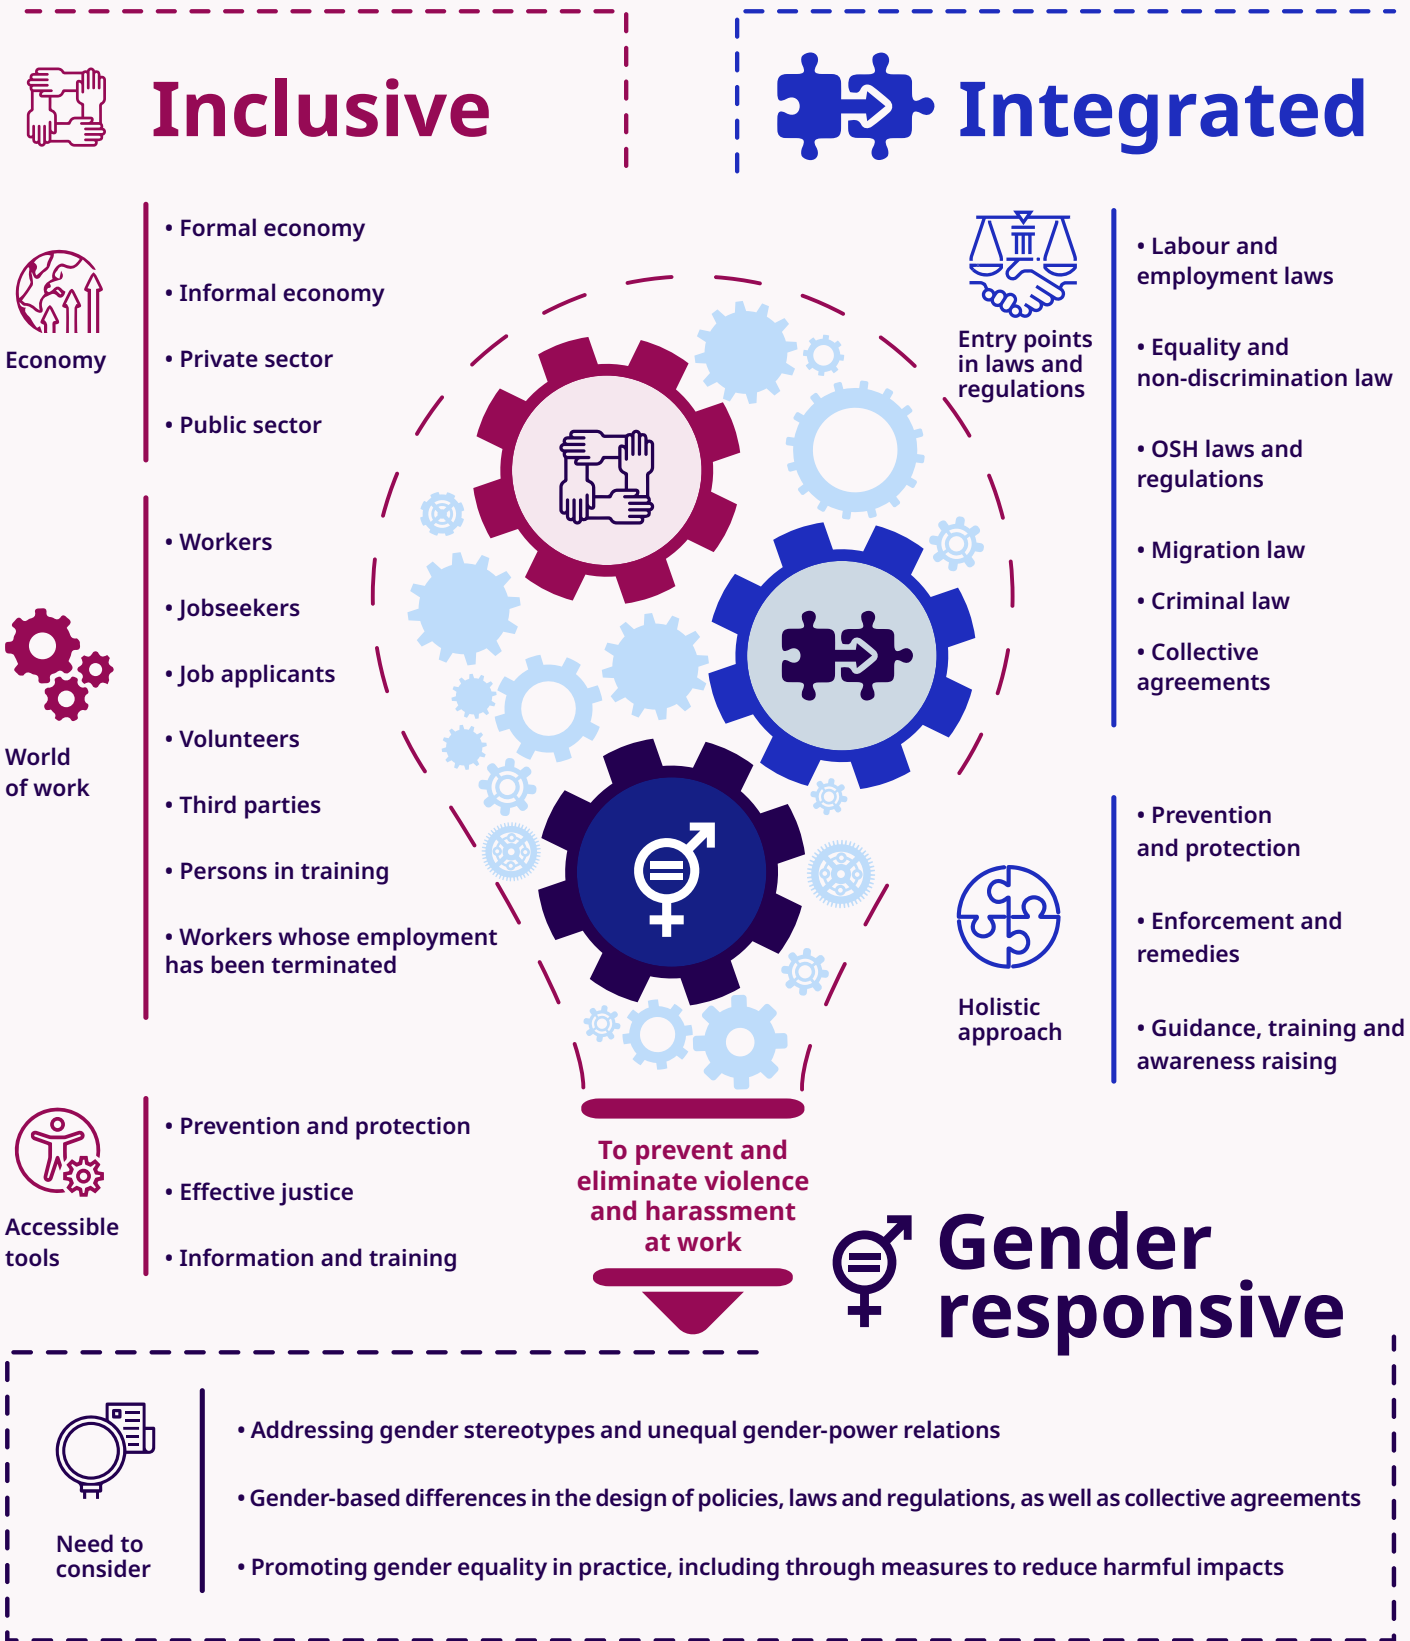 Inclusive
Economy
• Formal economy
• Informal economy
• Private sector
• Public sector
World
of work
• Workers
• Jobseekers
• Job applicants
• Volunteers
• Third parties
• Persons in training
• Workers whose employment
has been terminated
Accessible
tools
• Prevention and protection
• Effective justice
• Information and training
Integrated
Entry points
in laws and
regulations
• Labour and
employment laws
• Equality and
non-discrimination law
• OSH laws and
regulations
• Migration law
• Criminal law
• Collective
agreements
Holistic
approach
• Prevention
and protection
• Enforcement and
remedies
• Guidance, training and
awareness raising
To prevent and
eliminate violence
and harassment
at work
Gender
responsive
Need to
consider
• Addressing gender stereotypes and unequal gender-power relations
• Gender-based differences in the design of policies, laws and regulations, as well as collective agreements
• Promoting gender equality in practice, including through measures to reduce harmful impacts